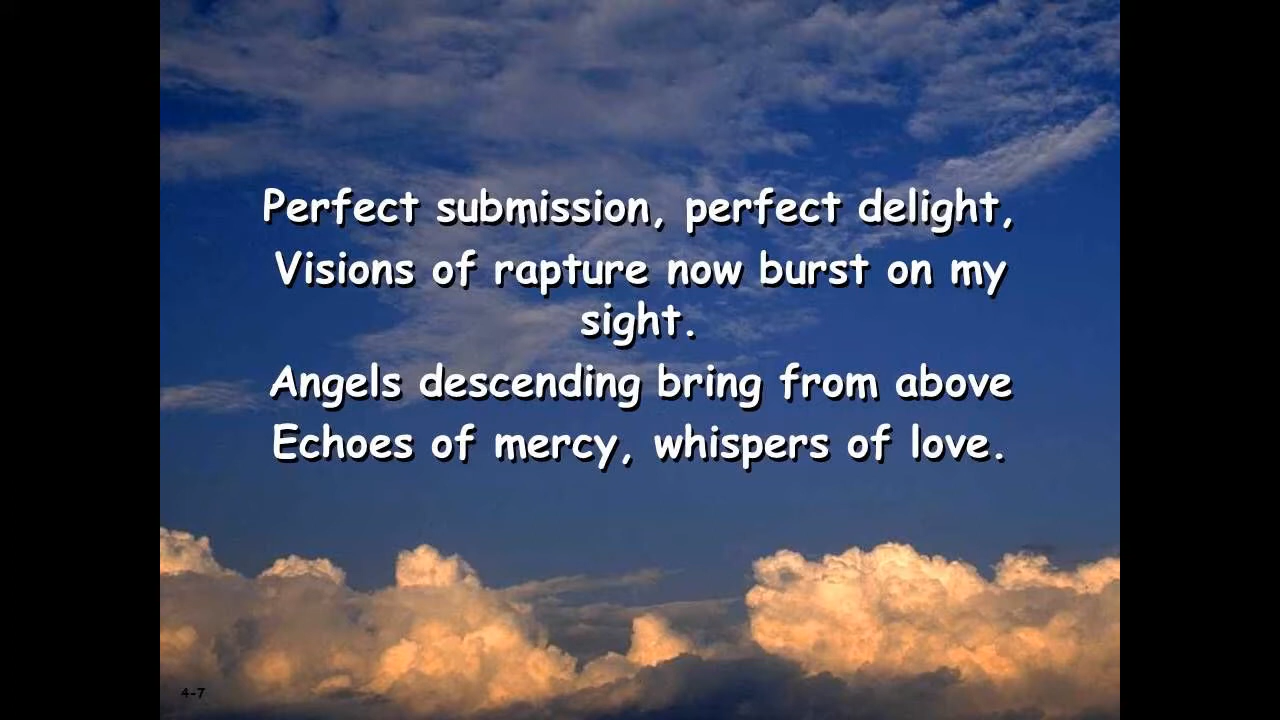 Perfect submission, perfect delight,
Visions of rapture now burst on my
sight.
Angels descending bring from above
Echoes of mercy, whispers of love.
4-7